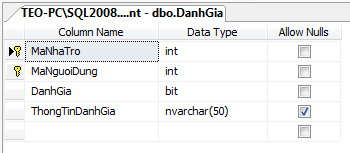 TEO-PC\SQL2008....nt - dbo.DanhGia
Column Name Data Type Allow Nulls
MaNhaTro int
MaNguoiDung int
DanhGia bit
ThongTinDanhGia nvarchar(50)